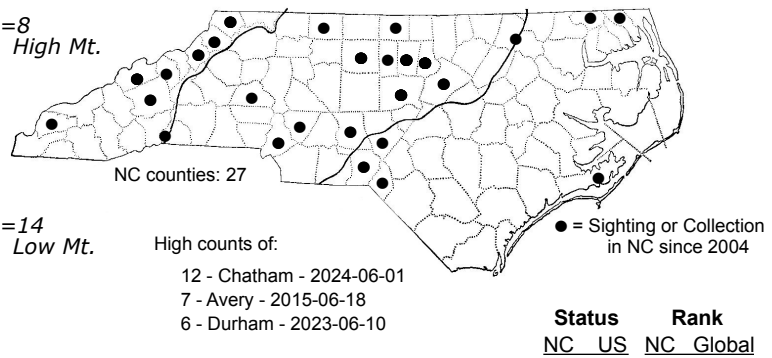 =8
High Mt.
NC counties: 27
=14
Low Mt.
High counts of:
12 - Chatham - 2024-06-01
7 - Avery - 2015-06-18
6 - Durham - 2023-06-10
● = Sighting or Collection
in NC since 2004
Status Rank
NC US NC Global